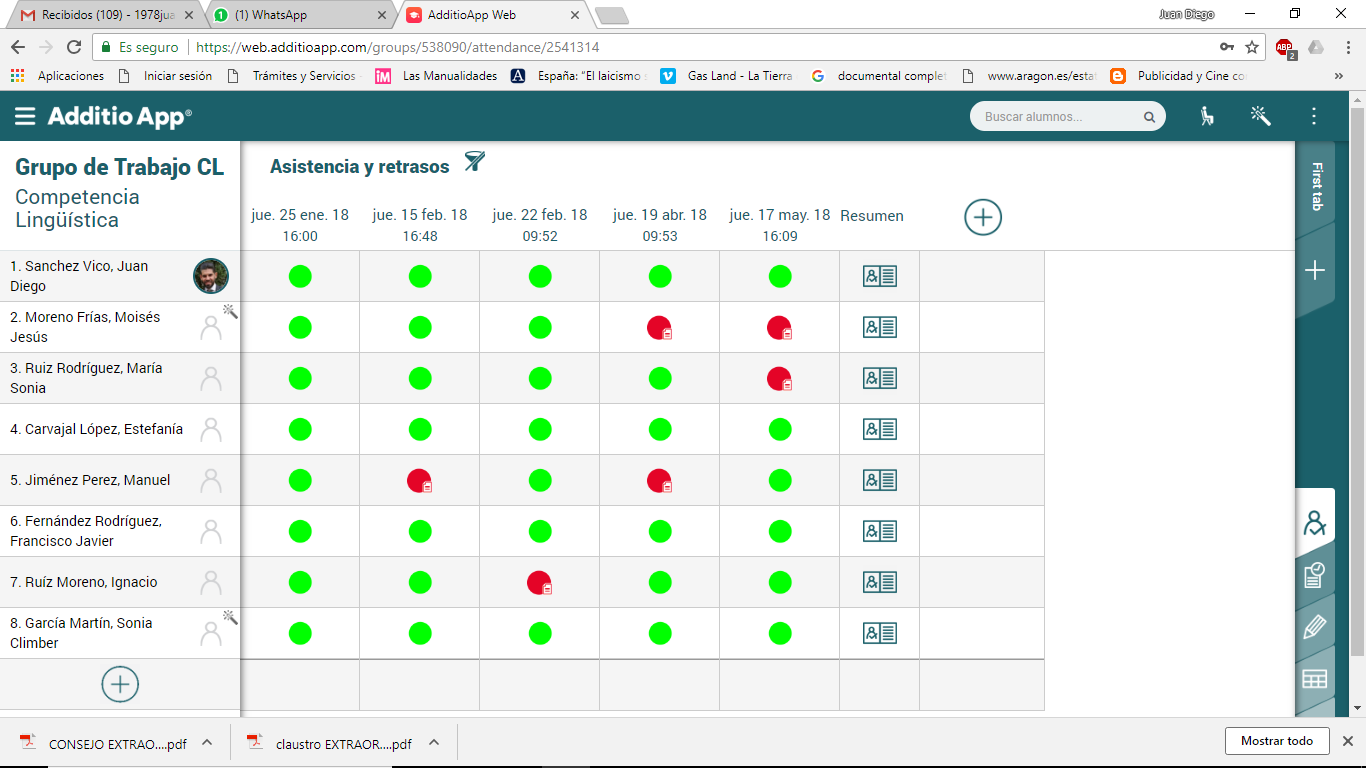 Recibidos (109) - 1978jua
(1) WhatsApp
AdditioApp Web
Juan Diego
Es seguro
https://web.additioapp.com/groups/538090/attendance/2541314
ABP
2
Aplicaciones
Iniciar sesión
Trámites y Servicios
Las Manualidades
España: "El laicismo
Gas Land - La Tierra
documental complet
www.aragon.es/esta
Publicidad y Cine co
»
Additio App®
Buscar alumnos...
Grupo de Trabajo CL
Competencia
Lingüística
Asistencia y retrasos
First tab
jue. 25 ene. 18
16:00
jue. 15 feb. 18
16:48
jue. 22 feb. 18
09:52
jue. 19 abr. 18
09:53
jue. 17 may. 18
16:09
Resumen
1. Sanchez Vico, Juan
Diego
2. Moreno Frías, Moisés
Jesús
3. Ruiz Rodríguez, María
Sonia
4. Carvajal López, Estefanía
5. Jiménez Perez, Manuel
6. Fernández Rodríguez,
Francisco Javier
7. Ruíz Moreno, Ignacio
8. García Martín, Sonia
Climber
CONSEJO EXTRAO....pdf
claustro EXTRAOR....pdf
Mostrar todo